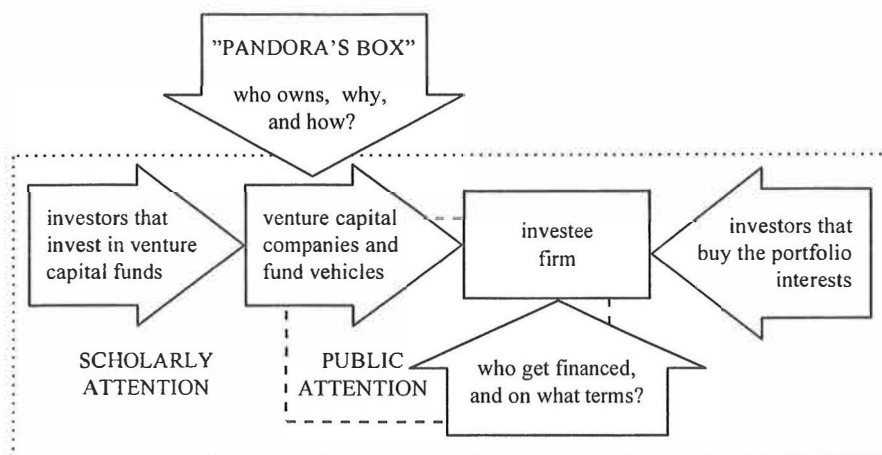 "PANDORA'S BOX"
who owns, why,
and how?
investors that
invest in venture
capital funds
venture capital
companies and
fund vehicles
investee
firm
investors that
buy the portfolio
interests
SCHOLARLY
ATTENTION
PUBLIC
ATTENTION
who get financed,
and on what terms?